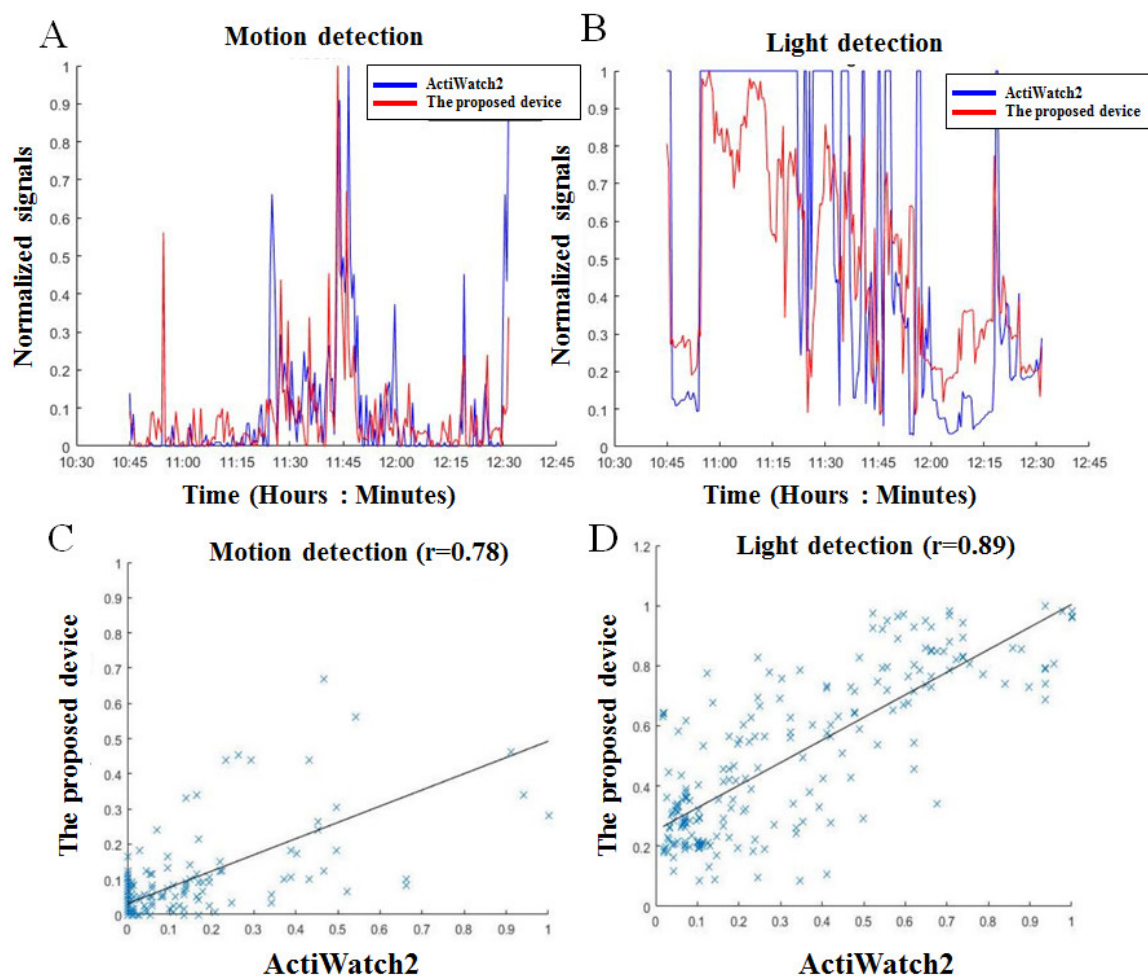 A
Motion detection
1
0.9
0.8
0.7
0.6
0.5
0.4
0.3
0.2
0.1
0
Normalized signals
ActiWatch2
The proposed device
10:30 10:45 11:00 11:15 11:30 11:45 12:00 12:15 12:30 12:45
Time (Hours : Minutes)
B
Light detection
1
0.9
0.8
0.7
0.6
0.5
0.4
0.3
0.2
0.1
0
Normalized signals
ActiWatch2
The proposed device
10:30 10:45 11:00 11:15 11:30 11:45 12:00 12:15 12:30 12:45
Time (Hours : Minutes)
C
Motion detection (r=0.78)
1
0.9
0.8
0.7
0.6
0.5
0.4
0.3
0.2
0.1
0
The proposed device
0 0.1 0.2 0.3 0.4 0.5 0.6 0.7 0.8 0.9 1
ActiWatch2
D
Light detection (r=0.89)
1.2
1
0.8
0.6
0.4
0.2
0
The proposed device
0 0.1 0.2 0.3 0.4 0.5 0.6 0.7 0.8 0.9 1
ActiWatch2